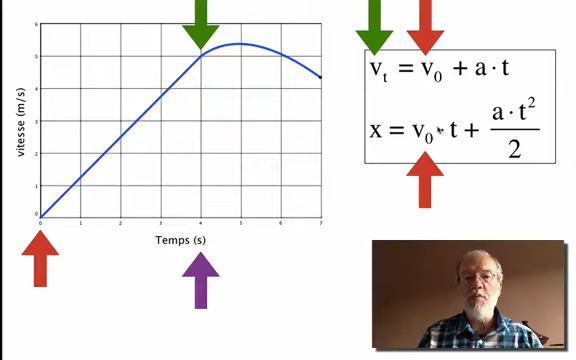 6
5
4
3
2
1
0
vitesse (m/s)
0 1 2 3 4 5 6 7
Temps (s)
vₜ = v₀ + a · t
x = v₀ · t + a · t² / 2